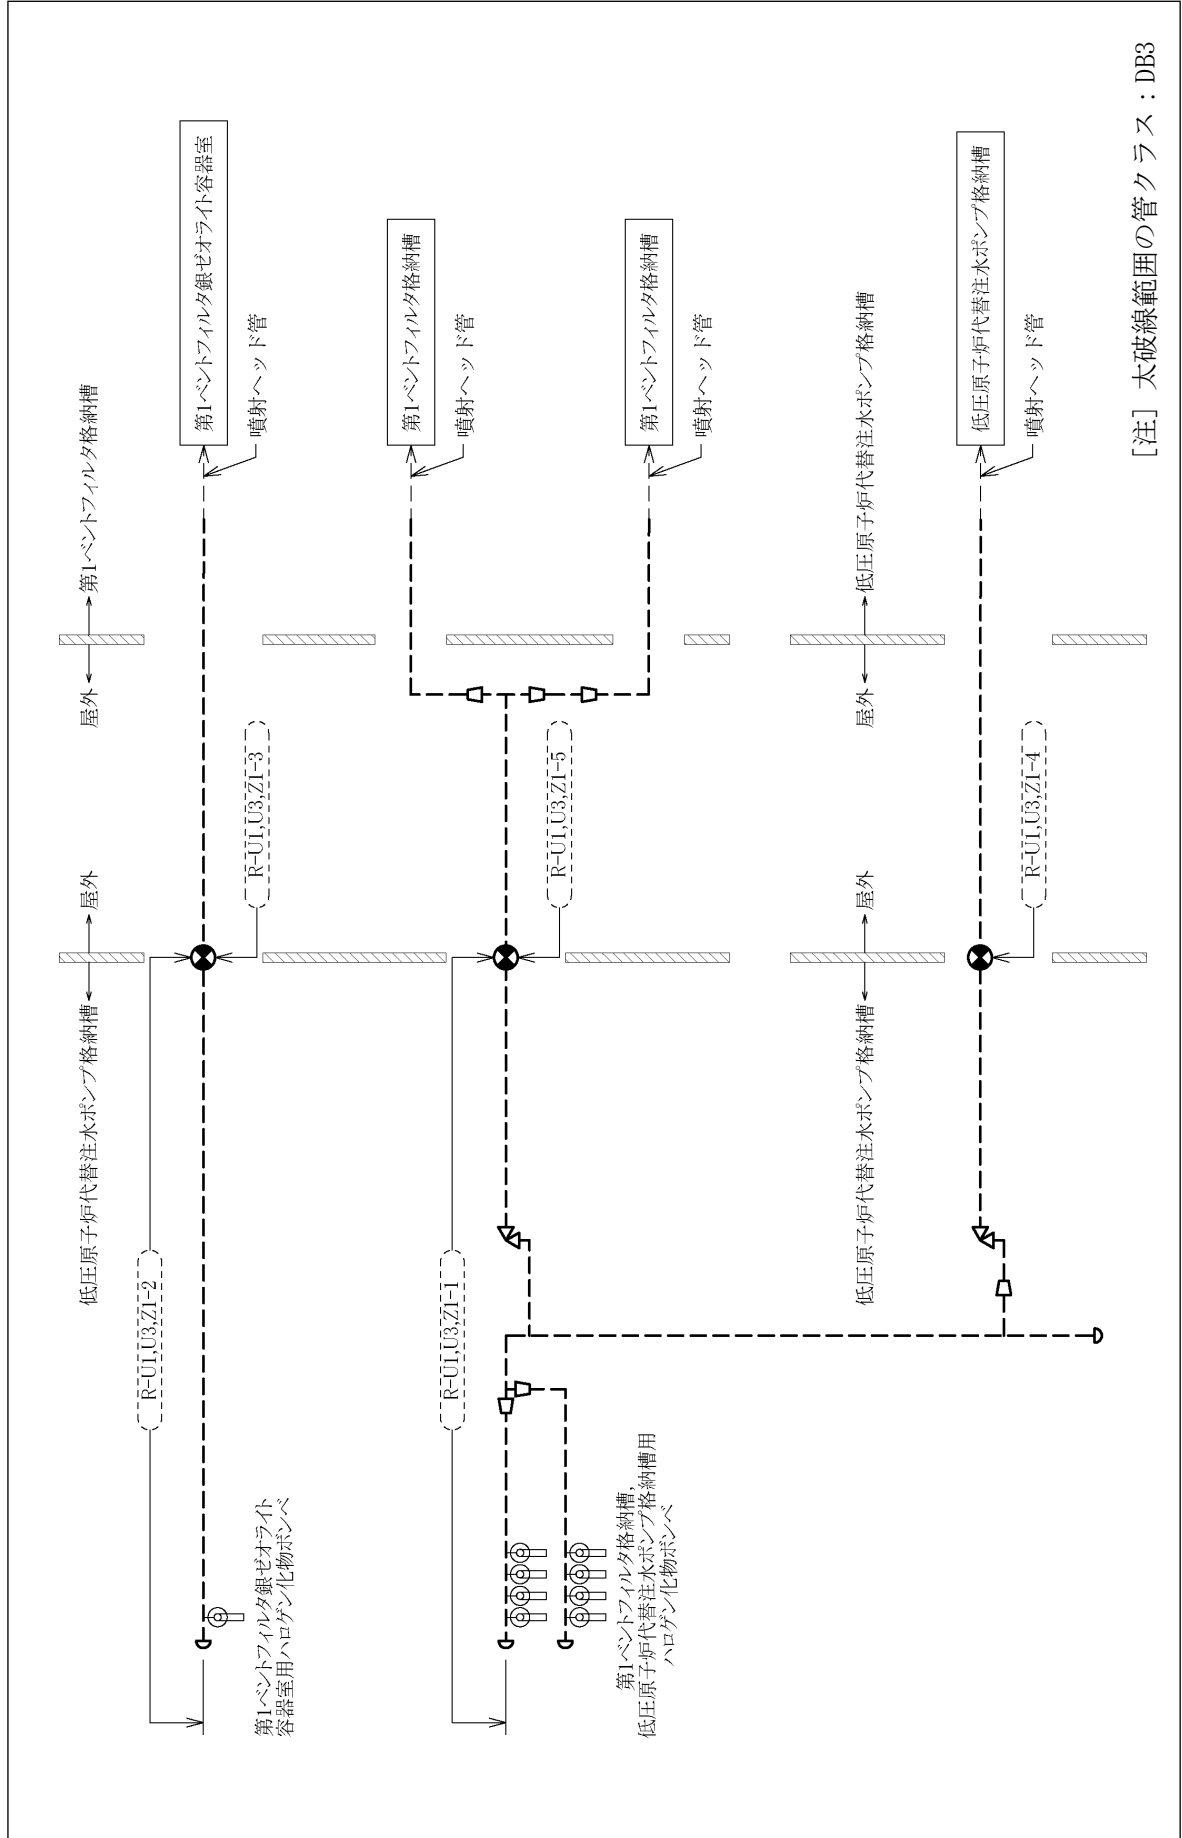 低圧原子炉代替注水ポンプ格納槽
屋外
屋外
第1ベントフィルタ格納槽
R-U1,U3,Z1-2
第1ベントフィルタ銀ゼオライト容器室
R-U1,U3,Z1-3
噴射ヘッド管
第1ベントフィルタ銀ゼオライト
容器室用ハロゲン化物ボンベ
第1ベントフィルタ格納槽
R-U1,U3,Z1-1
噴射ヘッド管
R-U1,U3,Z1-5
第1ベントフィルタ格納槽
噴射ヘッド管
第1ベントフィルタ格納槽,
低圧原子炉代替注水ポンプ格納槽用
ハロゲン化物ボンベ
低圧原子炉代替注水ポンプ格納槽
屋外
屋外
低圧原子炉代替注水ポンプ格納槽
低圧原子炉代替注水ポンプ格納槽
R-U1,U3,Z1-4
噴射ヘッド管
[注] 太破線範囲の管クラス:DB3